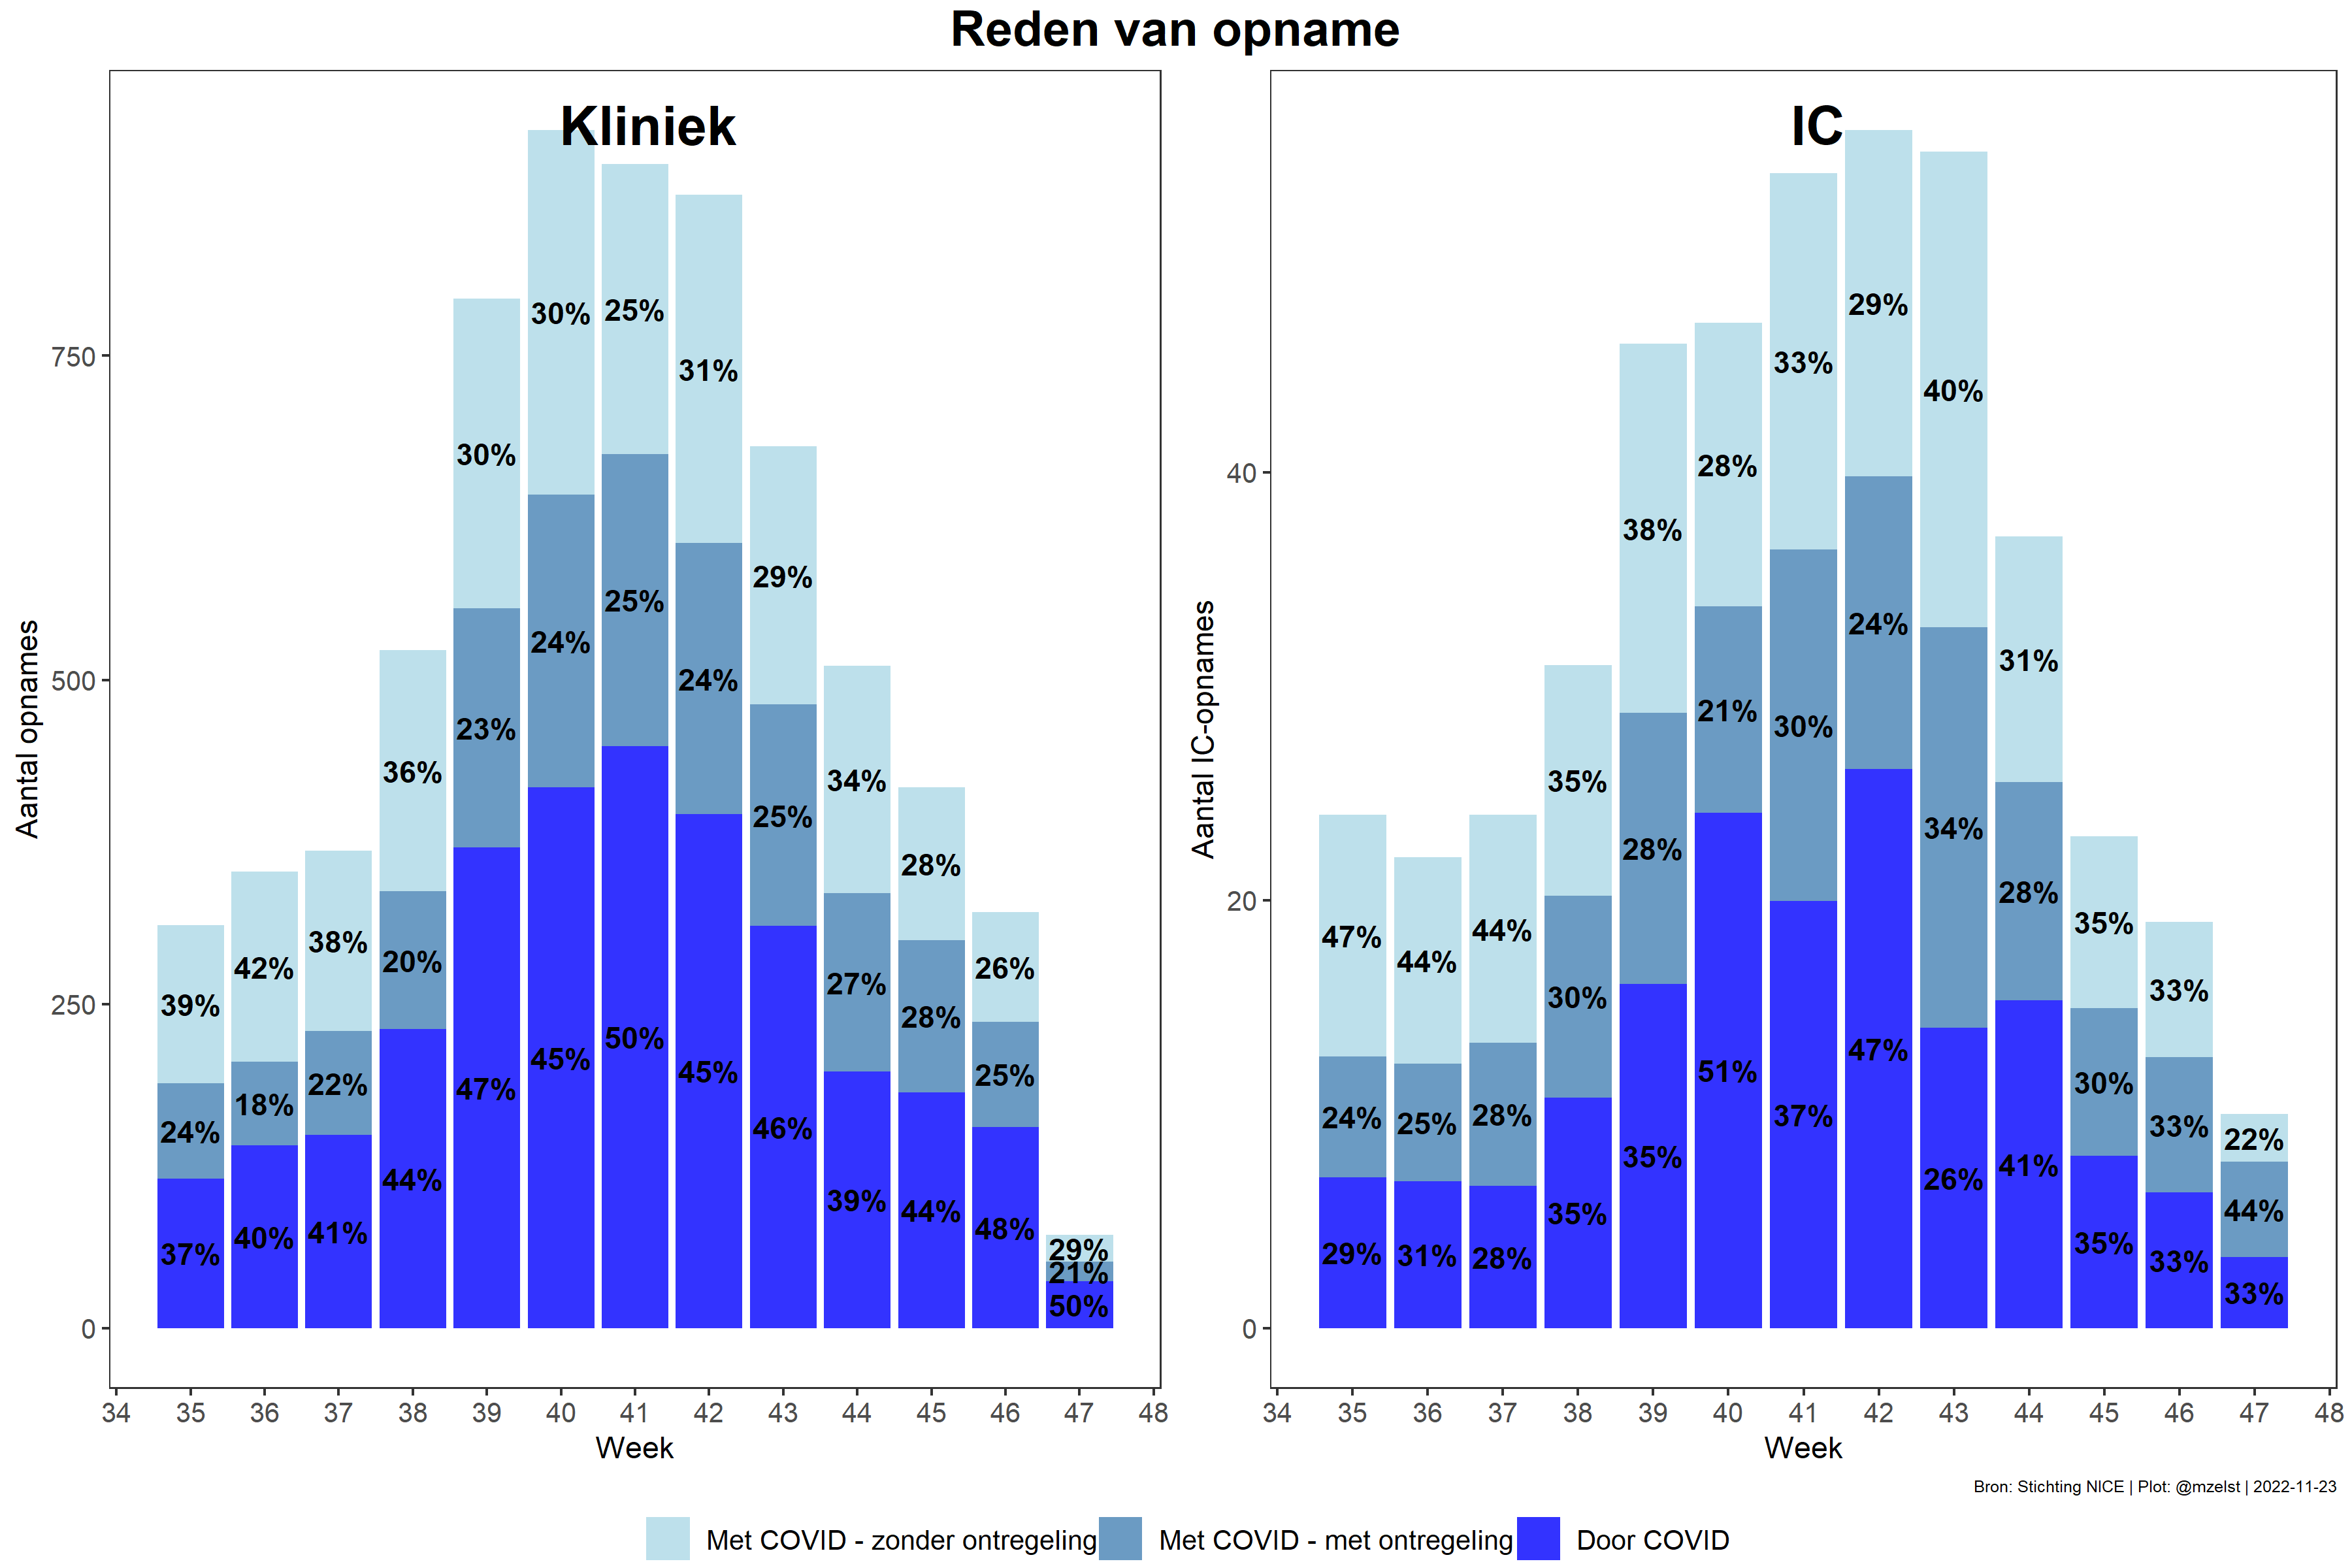 Reden van opname
Kliniek
Aantal opnames
750
500
250
0
39% 42% 38% 36% 30% 30% 25% 31% 29% 34% 28% 26% 29%
24% 18% 22% 20% 23% 24% 25% 24% 25% 27% 28% 25% 21%
37% 40% 41% 44% 47% 45% 50% 45% 46% 39% 44% 48% 50%
34 35 36 37 38 39 40 41 42 43 44 45 46 47 48
Week
IC
Aantal IC-opnames
40
20
0
47% 44% 44% 35% 38% 28% 33% 29% 40% 31% 35% 33% 22%
24% 25% 28% 30% 28% 21% 30% 24% 34% 28% 30% 33% 44%
29% 31% 28% 35% 35% 51% 37% 47% 26% 41% 35% 33% 33%
34 35 36 37 38 39 40 41 42 43 44 45 46 47 48
Week
Bron: Stichting NICE | Plot: @mzelst | 2022-11-23
Met COVID - zonder ontregeling Met COVID - met ontregeling Door COVID